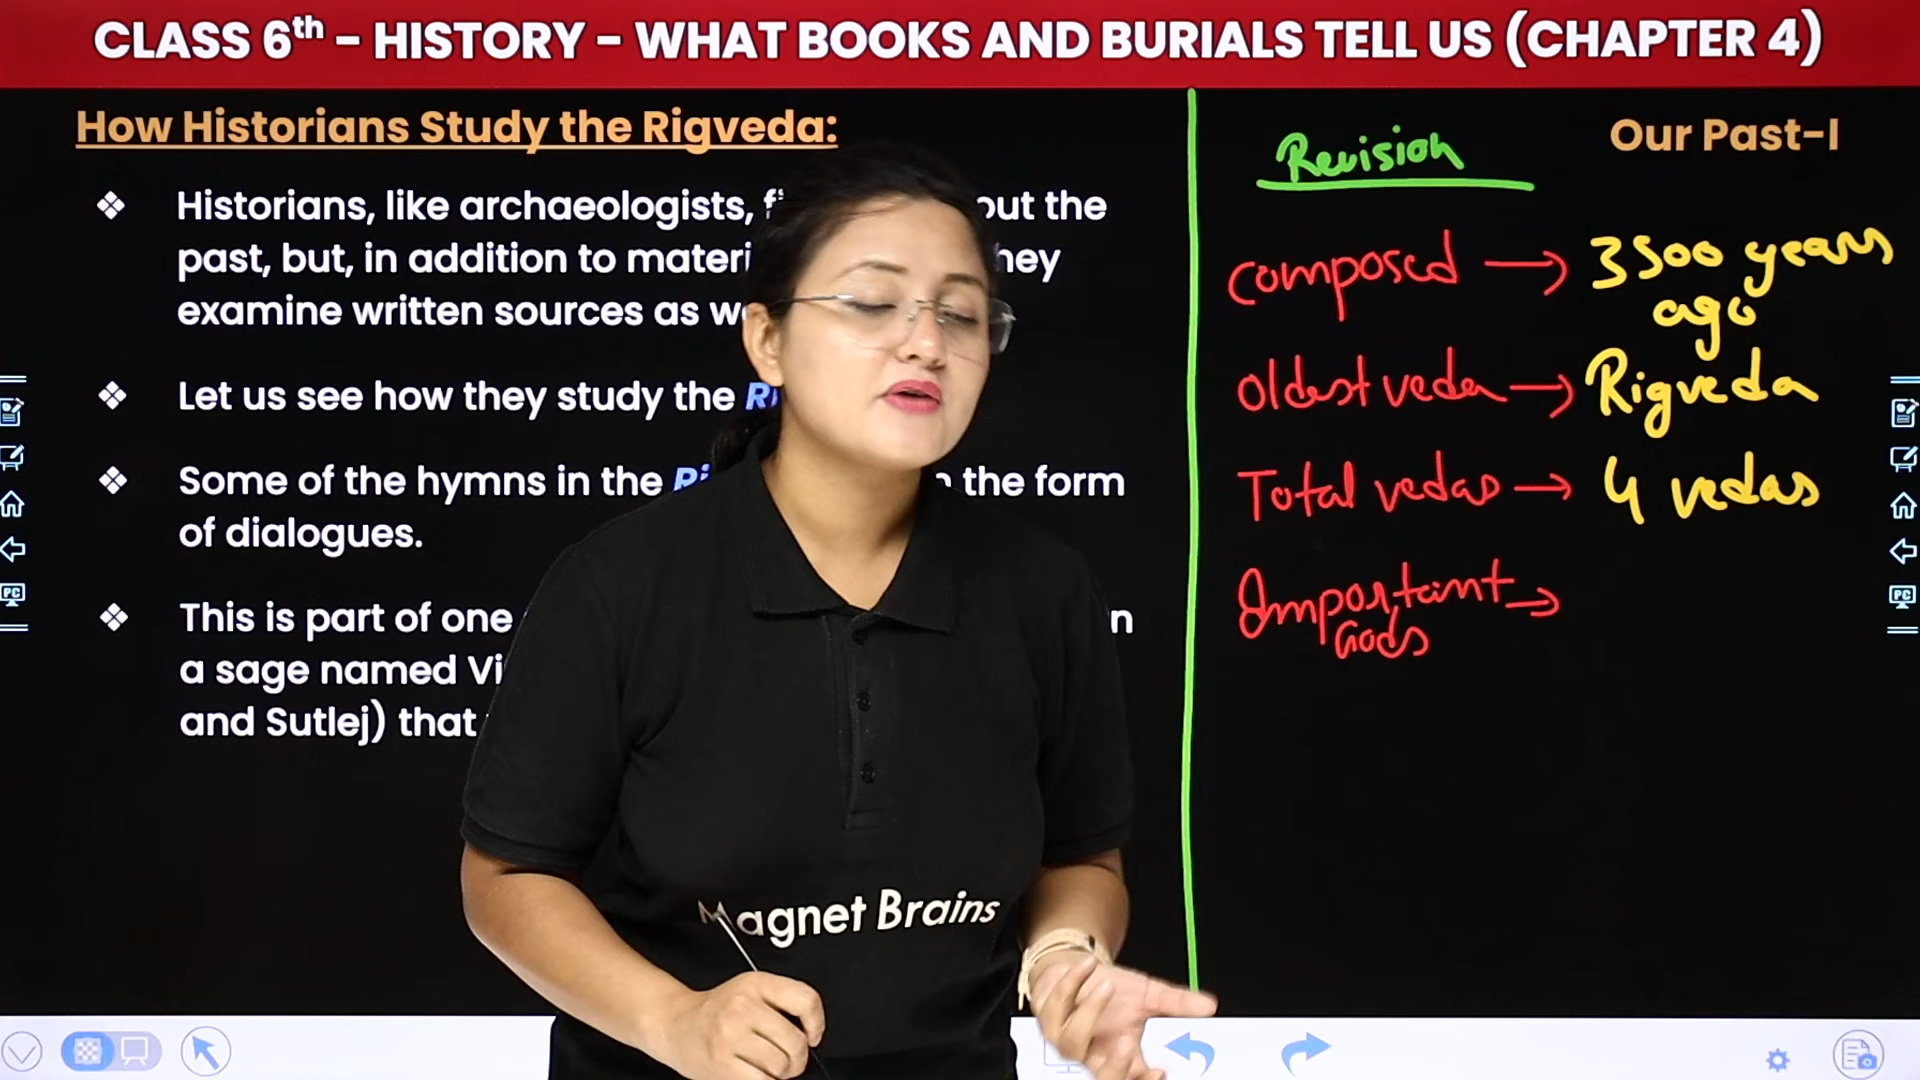 CLASS 6th - HISTORY - WHAT BOOKS AND BURIALS TELL US (CHAPTER 4)
How Historians Study the Rigveda:
Our Past-I
❖ Historians, like archaeologists, out the
past, but, in addition to hey
examine written sources as
❖ Let us see how they study the
❖ Some of the hymns in the the form
of dialogues.
❖ This is part of one
a sage named
and Sutlej) that
Revision
composed → 3500 years
ago
Oldest veda → Rigveda
Total vedas → 4 vedas
Important →
Gods
Magnet Brains
PC
PC